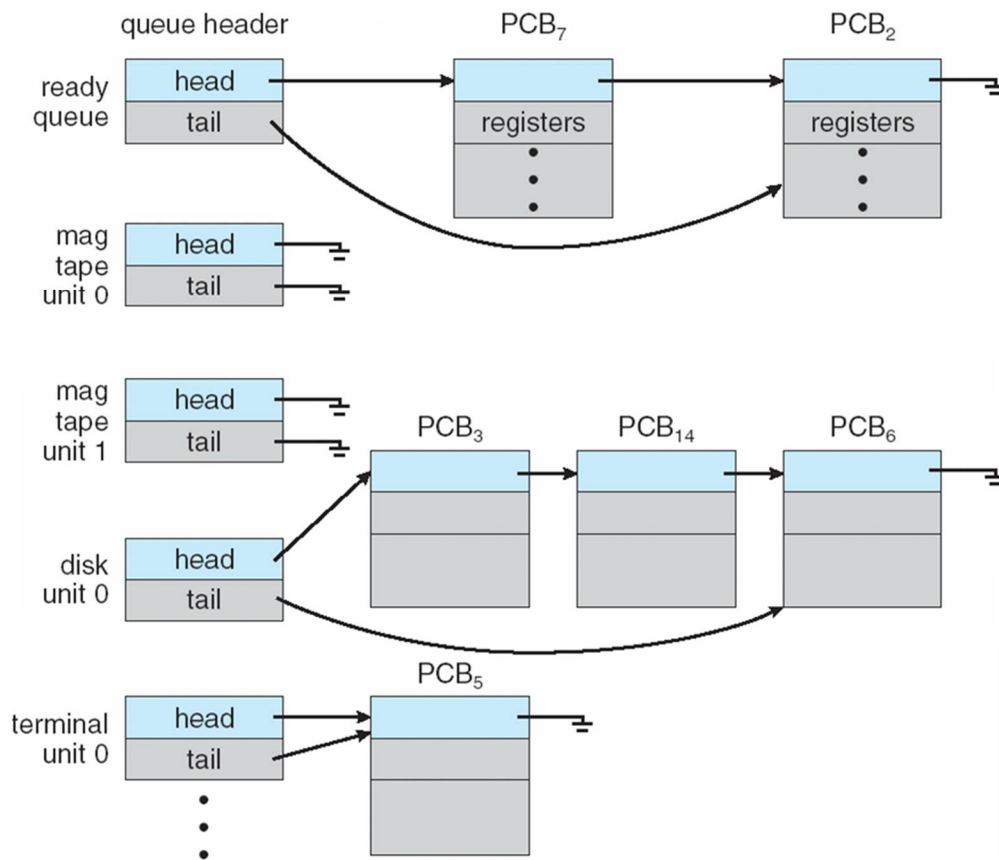 queue header
PCB₇
PCB₂
ready
queue
head
tail
registers
registers
mag
tape
unit 0
head
tail
mag
tape
unit 1
head
tail
PCB₃
PCB₁₄
PCB₆
disk
unit 0
head
tail
PCB₅
terminal
unit 0
head
tail